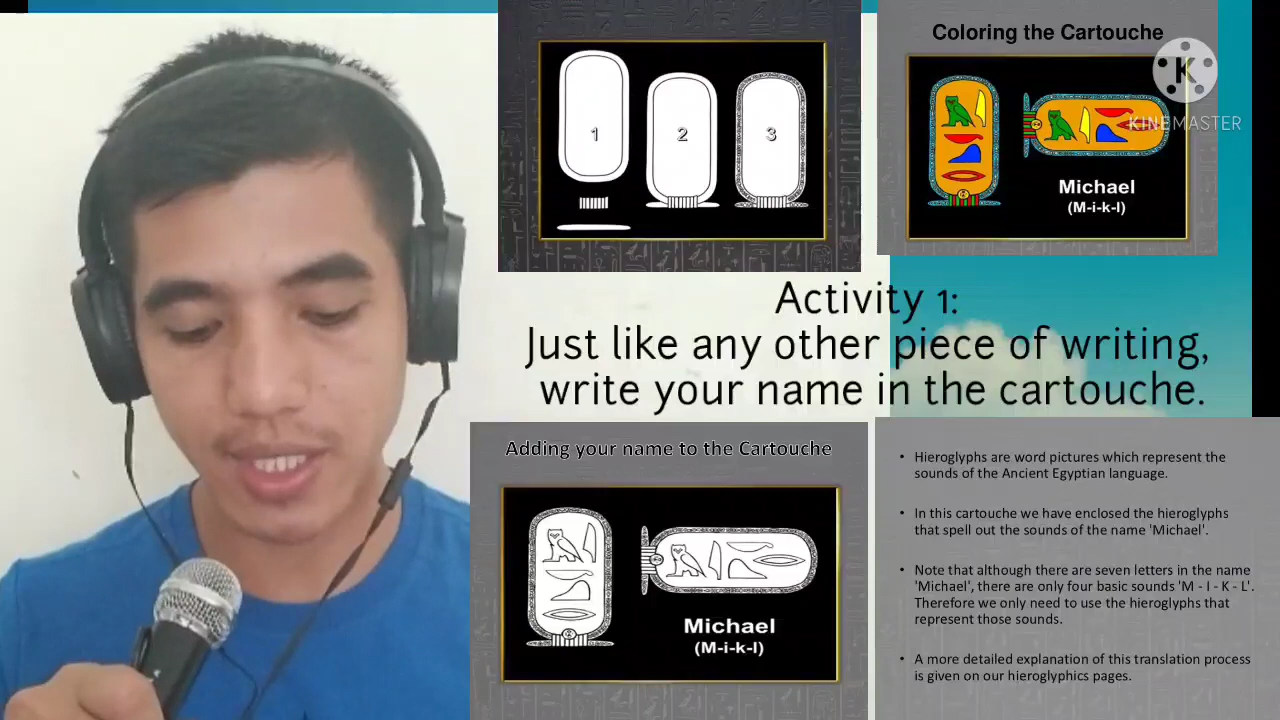 1
2
3
Coloring the Cartouche
K
KINEMASTER
Michael
(M-i-k-l)
Activity 1:
Just like any other piece of writing,
write your name in the cartouche.
Adding your name to the Cartouche
Michael
(M-i-k-l)
• Hieroglyphs are word pictures which represent the
sounds of the Ancient Egyptian language.
• In this cartouche we have enclosed the hieroglyphs
that spell out the sounds of the name 'Michael'.
• Note that although there are seven letters in the name
'Michael', there are only four basic sounds 'M - I - K - L'.
Therefore we only need to use the hieroglyphs that
represent those sounds.
• A more detailed explanation of this translation process
is given on our hieroglyphics pages.